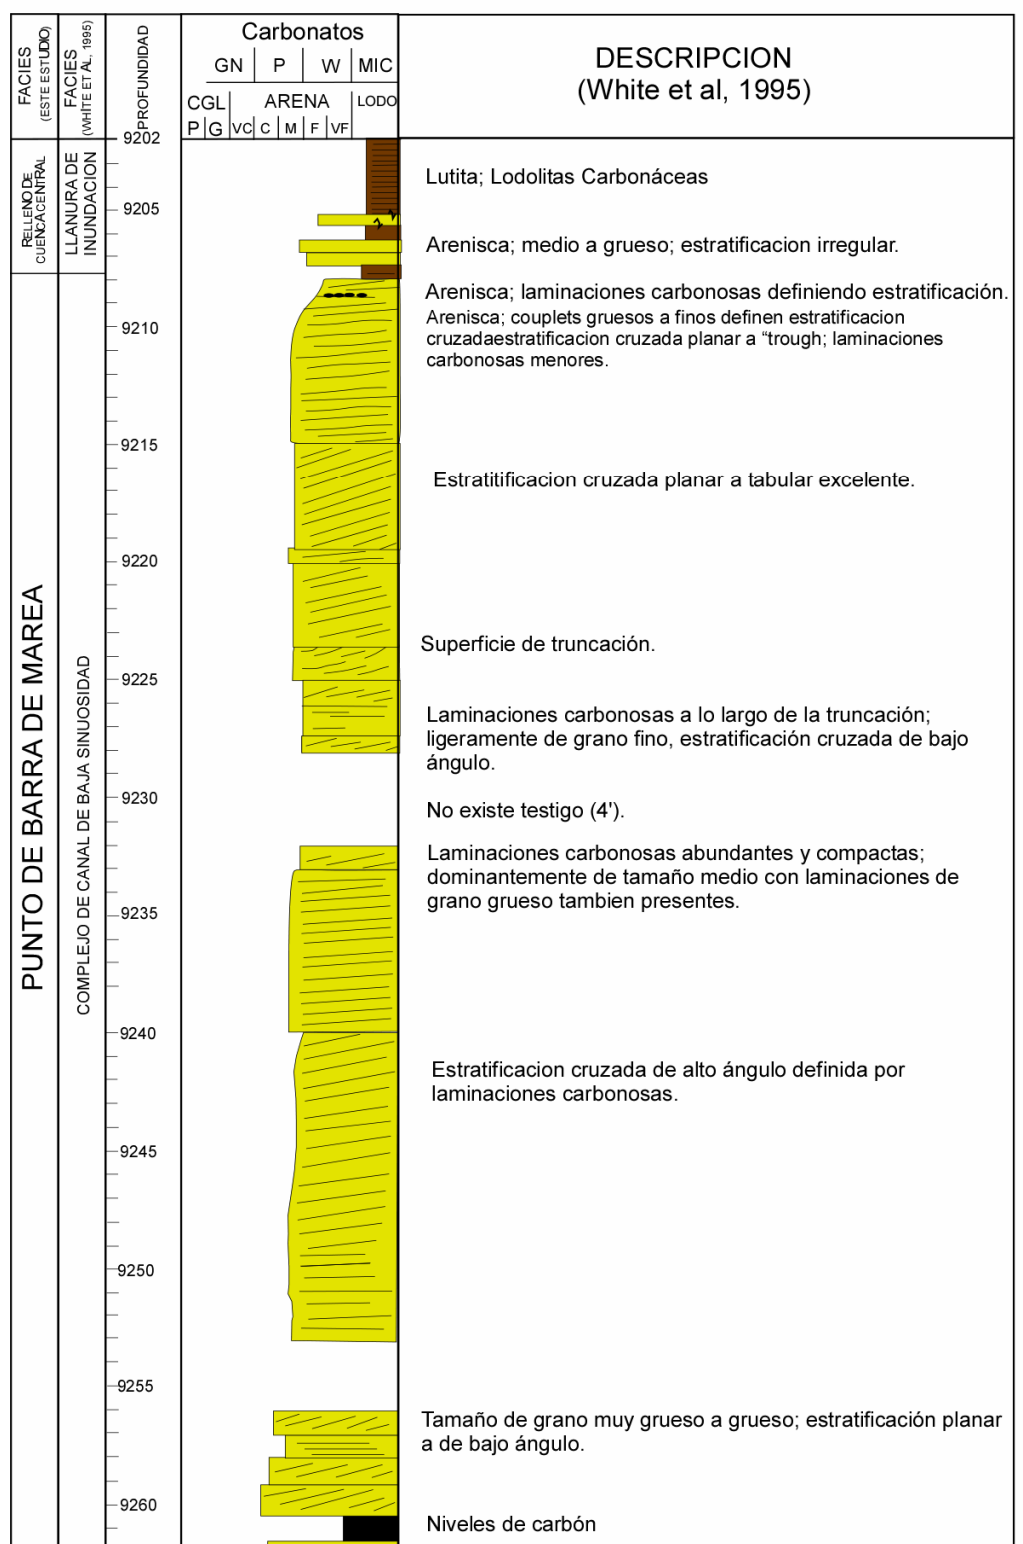 FACIES
(ESTE ESTUDIO)
FACIES
(WHITE ET AL, 1995)
PROFUNDIDAD
Carbonatos
GN P W MIC
CGL ARENA LODO
P G VC C M F VF
DESCRIPCION
(White et al, 1995)
9202
RELLENO DE
CUENCA CENTRAL
LLANURA DE
INUNDACION
Lutita; Lodolitas Carbonáceas
9205
Arenisca; medio a grueso; estratificacion irregular.
Arenisca; laminaciones carbonosas definiendo estratificación.
Arenisca; couplets gruesos a finos definen estratificacion
cruzadaestratificacion cruzada planar a “trough; laminaciones
carbonosas menores.
9210
9215
Estratitificacion cruzada planar a tabular excelente.
9220
PUNTO DE BARRA DE MAREA
COMPLEJO DE CANAL DE BAJA SINUOSIDAD
Superficie de truncación.
9225
Laminaciones carbonosas a lo largo de la truncación;
ligeramente de grano fino, estratificación cruzada de bajo
ángulo.
9230
No existe testigo (4').
Laminaciones carbonosas abundantes y compactas;
dominantemente de tamaño medio con laminaciones de
grano grueso tambien presentes.
9235
9240
Estratificacion cruzada de alto ángulo definida por
laminaciones carbonosas.
9245
9250
9255
Tamaño de grano muy grueso a grueso; estratificación planar
a de bajo ángulo.
9260
Niveles de carbón